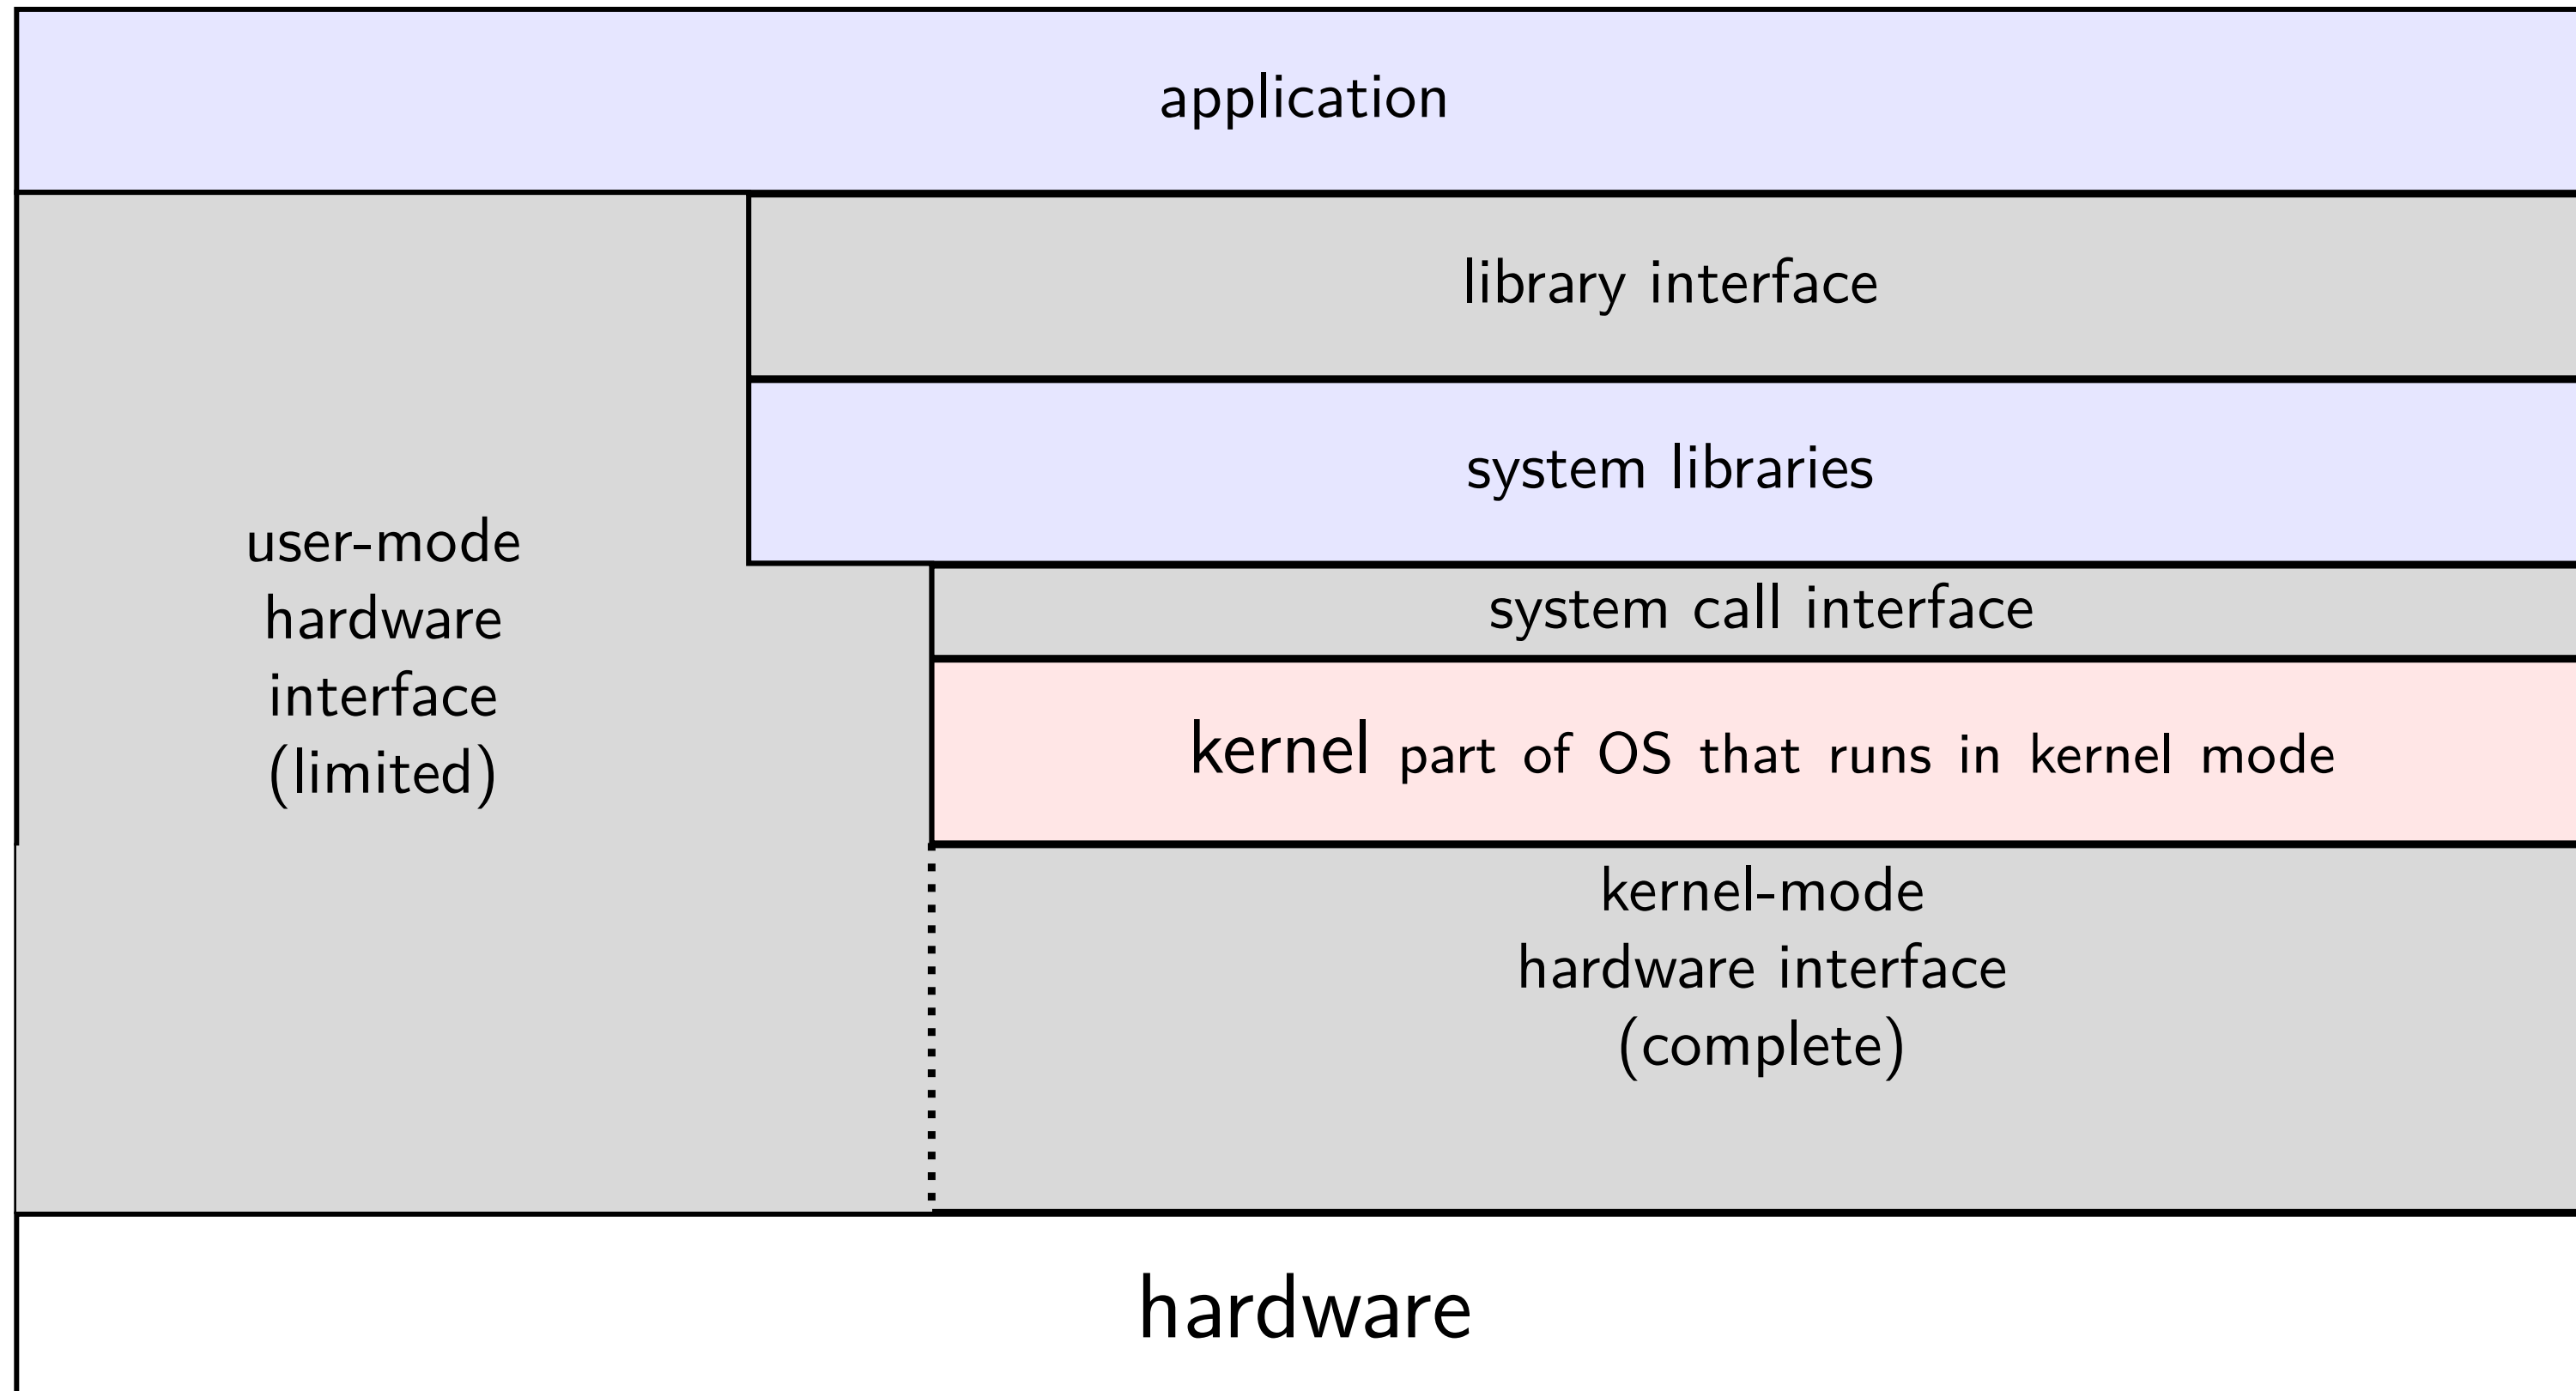 application
library interface
system libraries
user-mode
hardware
interface
(limited)
system call interface
kernel part of OS that runs in kernel mode
kernel-mode
hardware interface
(complete)
hardware